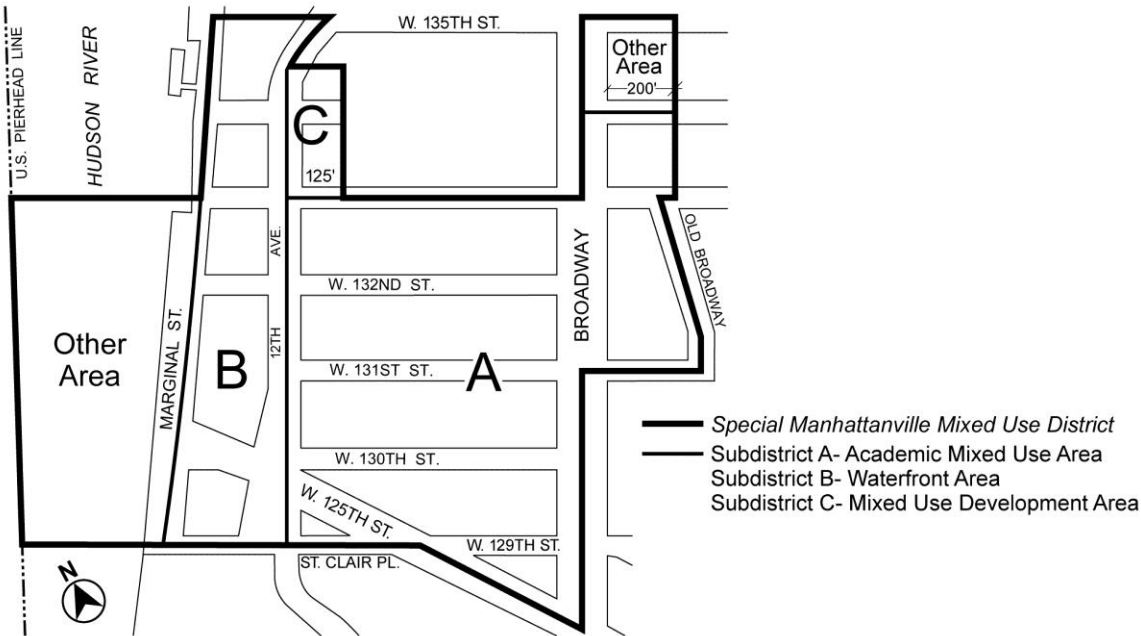 W. 135TH ST.
Other
Area
200'
U.S. PIERHEAD LINE
HUDSON RIVER
C
125'
AVE.
12TH
BROADWAY
OLD BROADWAY
W. 132ND ST.
MARGINAL ST.
Other
Area
B
W. 131ST ST.
A
W. 130TH ST.
W. 125TH ST.
W. 129TH ST.
ST. CLAIR PL.
N
Special Manhattanville Mixed Use District
Subdistrict A- Academic Mixed Use Area
Subdistrict B- Waterfront Area
Subdistrict C- Mixed Use Development Area